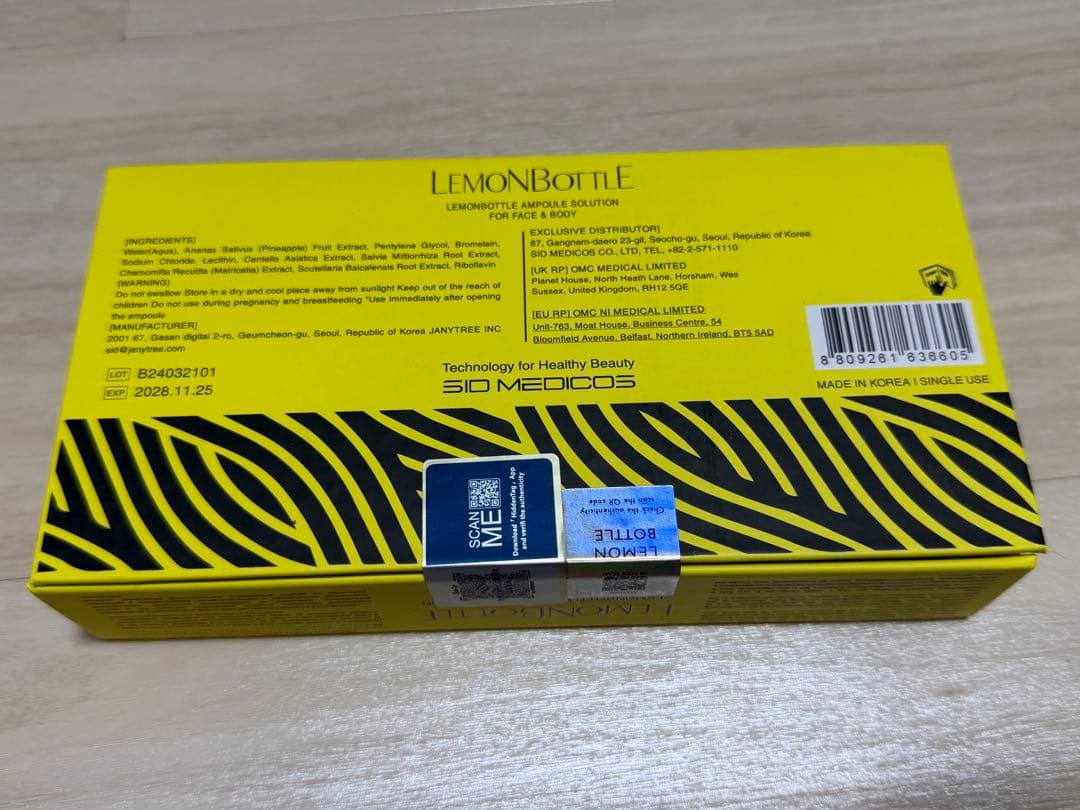 LEMONBOTTLE
LEMONBOTTLE AMPOULE SOLUTION
FOR FACE & BODY
[INGREDIENTS]
Water(Aqua), Ananas Sativus (Pineapple) Fruit Extract, Pentylene Glycol, Bromelain,
Sodium Chloride, Lecithin, Centella Asiatica Extract, Salvia Miltiorrhiza Root Extract,
Chamomilla Recutita (Matricatia) Extract, Scutellaria Baicalensis Root Extract, Riboflavin
[WARNING]
Do not swallow Store in a dry and cool place away from sunlight Keep out of the reach of
children Do not use during pregnancy and breastfeeding "Use immediately after opening
the ampoule
[MANUFACTURER]
2001 67, Gasan digital 2-ro, Geumcheon-gu, Seoul, Republic of Korea JANYTREE INC
sid@janytree.com
LOT B24032101
EXP 2028.11.25
EXCLUSIVE DISTRIBUTOR]
87, Gangnam-daero 23-gil, Seocho-gu, Seoul, Republic of Korea
SID MEDICOS CO., LTD, TEL, +82-2-571-1110
[UK RP] OMC MEDICAL LIMITED
Planet House, North Heath Lane, Horsham, Wes
Sussex, United Kingdom, RH12 5QE
[EU RP] OMC NI MEDICAL LIMITED
Unit-763, Moat House, Business Centre, 54
Bloomfield Avenue, Belfast, Northern Ireland, BT5 5AD
8 809261 636605
MADE IN KOREA I SINGLE USE
Technology for Healthy Beauty
SID MEDICOS
SCAN
ME
Download「HiddenTag」App
and verifi the authenticity
LEMON
BOTTLE
Check the authenticity
scan the QR code
LEMONBOTTLE